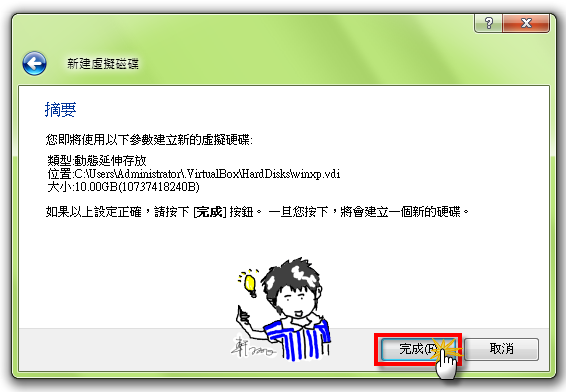 新建虛擬磁碟
摘要
您即將使用以下參數建立新的虛擬硬碟:
類型:動態延伸存放
位置:C:\Users\Administrator\.VirtualBox\HardDisks\winxp.vdi
大小:10.00GB(10737418240B)
如果以上設定正確，請按下 [完成] 按鈕。 一旦您按下，將會建立一個新的硬碟。
軒
完成(F)
取消